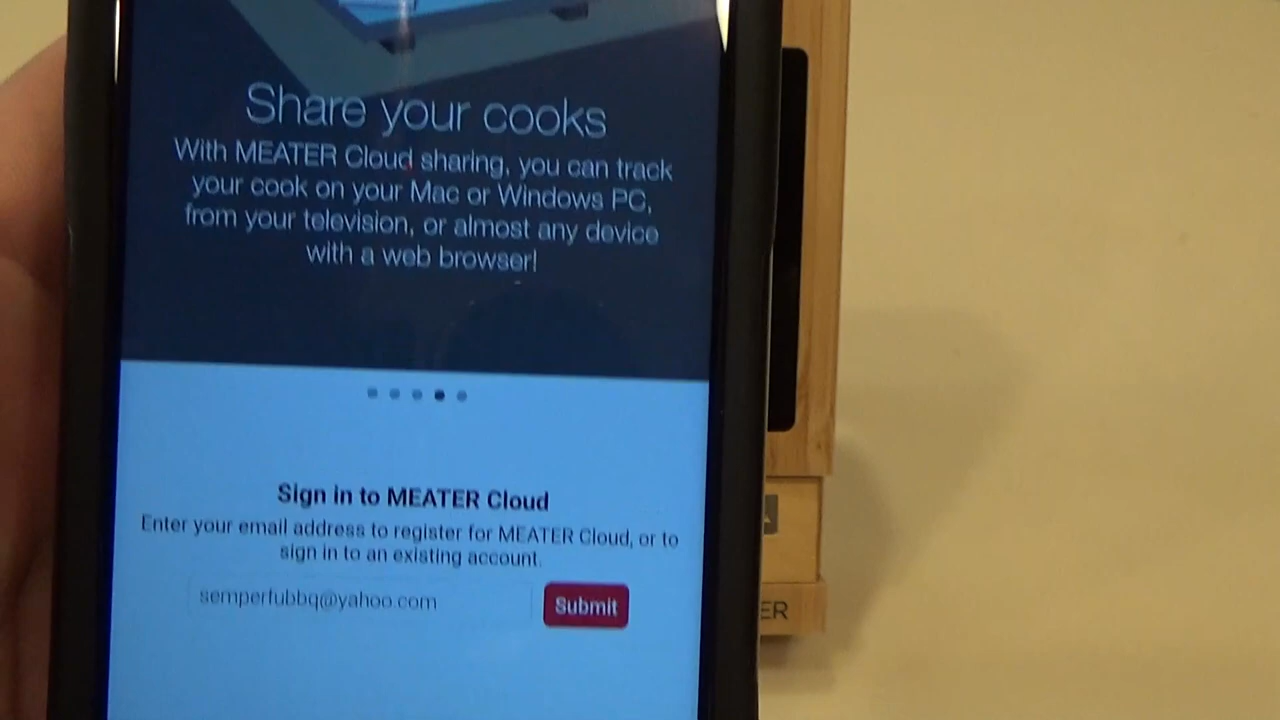 Share your cooks
With MEATER Cloud sharing, you can track
your cook on your Mac or Windows PC,
from your television, or almost any device
with a web browser!
Sign in to MEATER Cloud
Enter your email address to register for MEATER Cloud, or to
sign in to an existing account.
semperfubbq@yahoo.com
Submit
ER